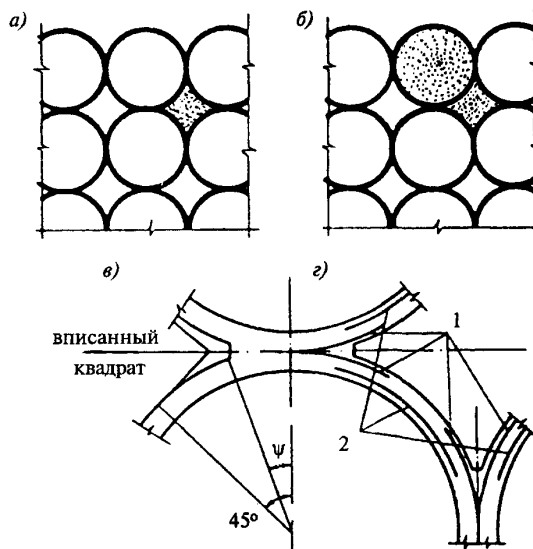 а)
б)
в)
г)
1
вписанный
квадрат
2
ψ
45°